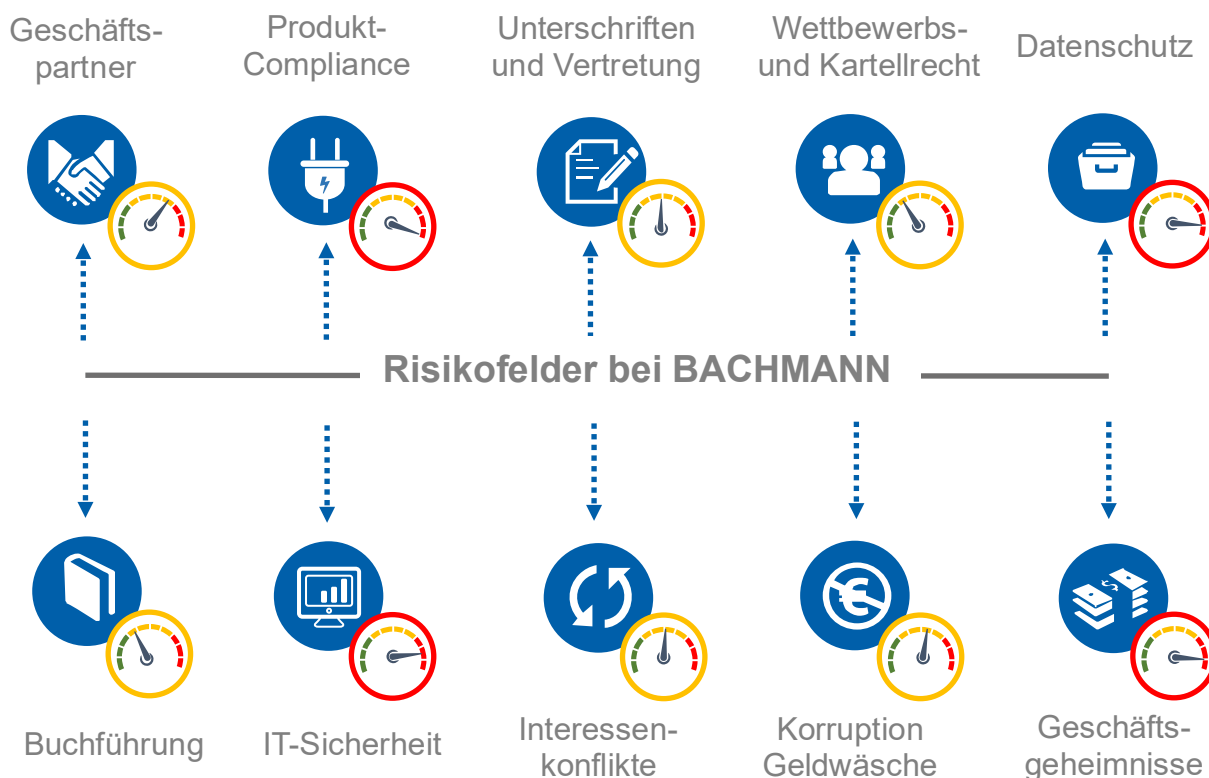 Geschäfts-
partner
Produkt-
Compliance
Unterschriften
und Vertretung
Wettbewerbs-
und Kartellrecht
Datenschutz
Risikofelder bei BACHMANN
Buchführung
IT-Sicherheit
Interessen-
konflikte
Korruption
Geldwäsche
Geschäfts-
geheimnisse